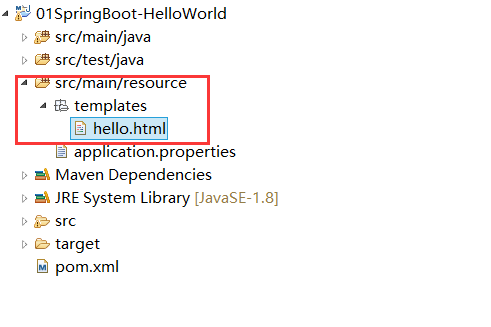 01SpringBoot-HelloWorld
src/main/java
src/test/java
src/main/resource
templates
hello.html
application.properties
Maven Dependencies
JRE System Library [JavaSE-1.8]
src
target
pom.xml